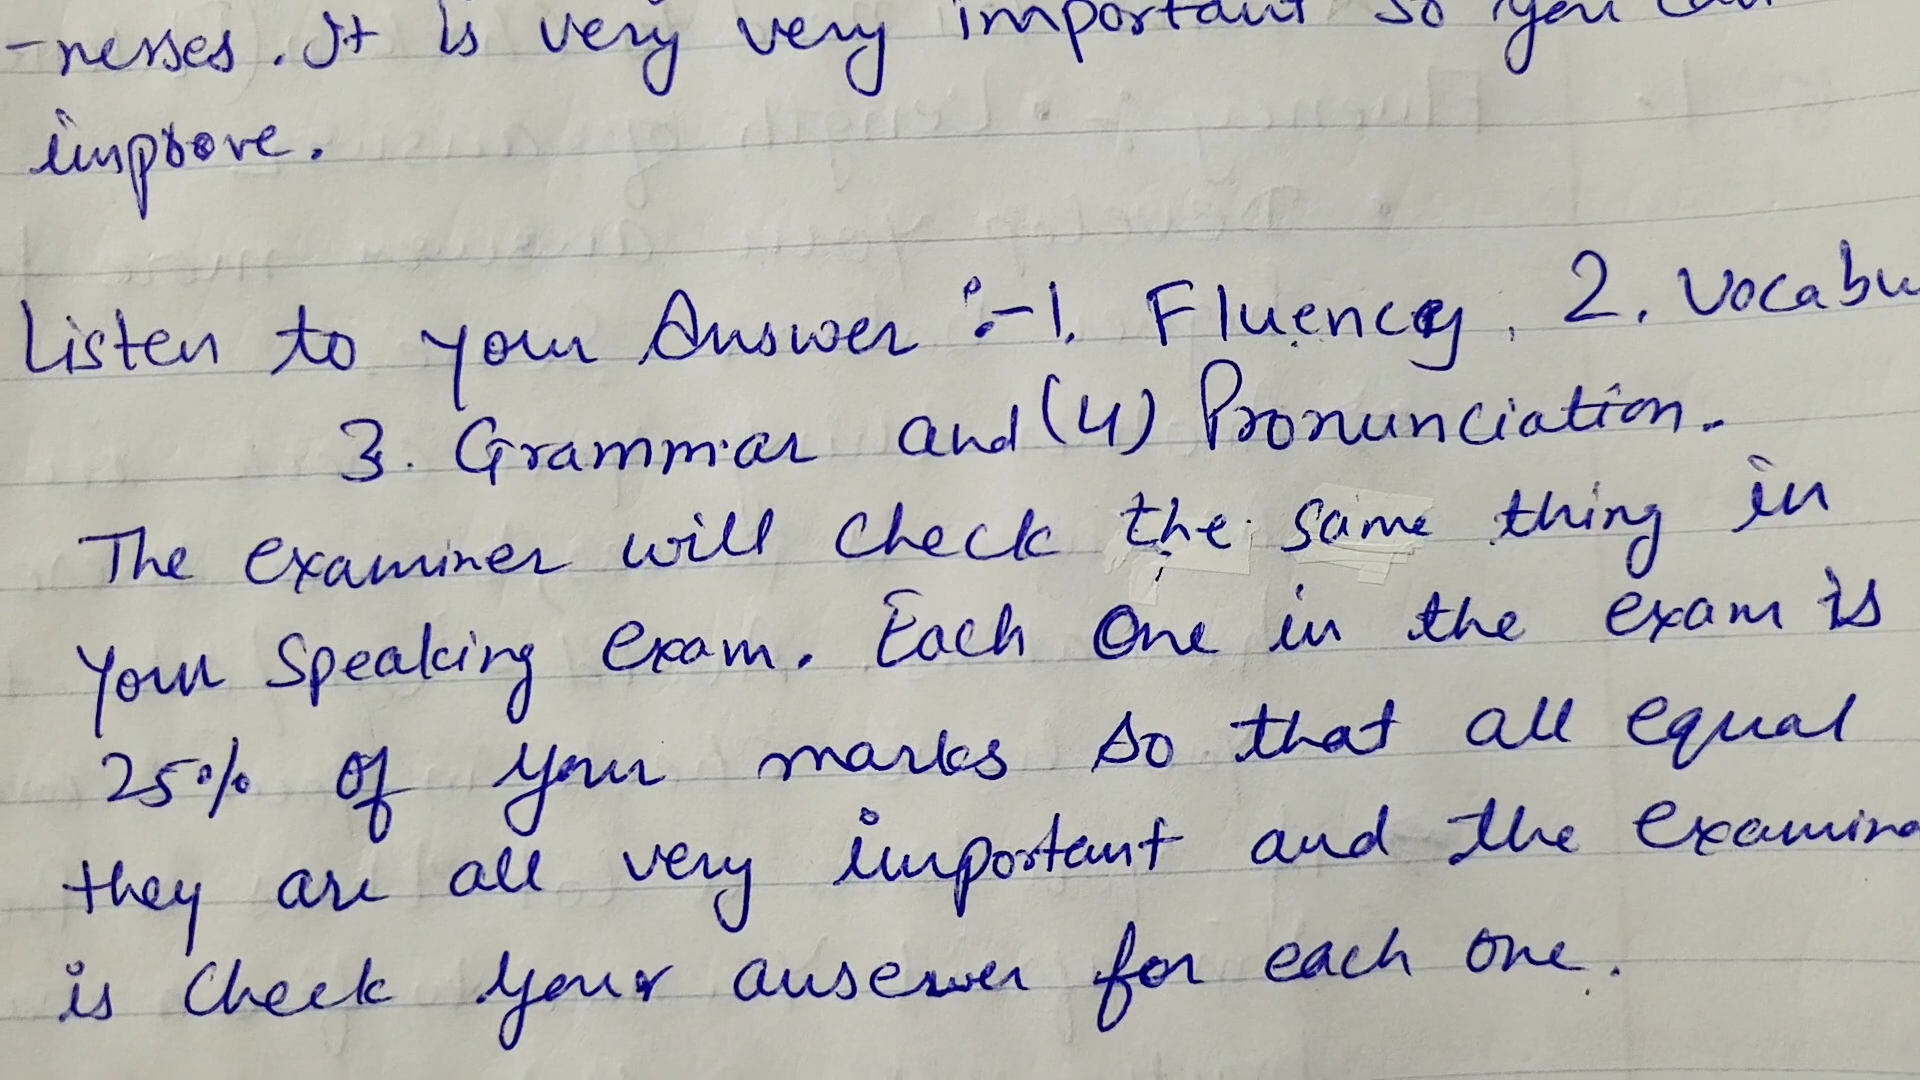 -nesses. It is very very important so you can
improve.
Listen to your Answer :-1. Fluency, 2. Vocabu
3. Grammar and (4) Pronunciation.
The examiner will check the same thing in
your speaking exam. Each one in the exam is
25% of your marks so that all equal
they are all very important and the examine
is check your ansewer for each one.